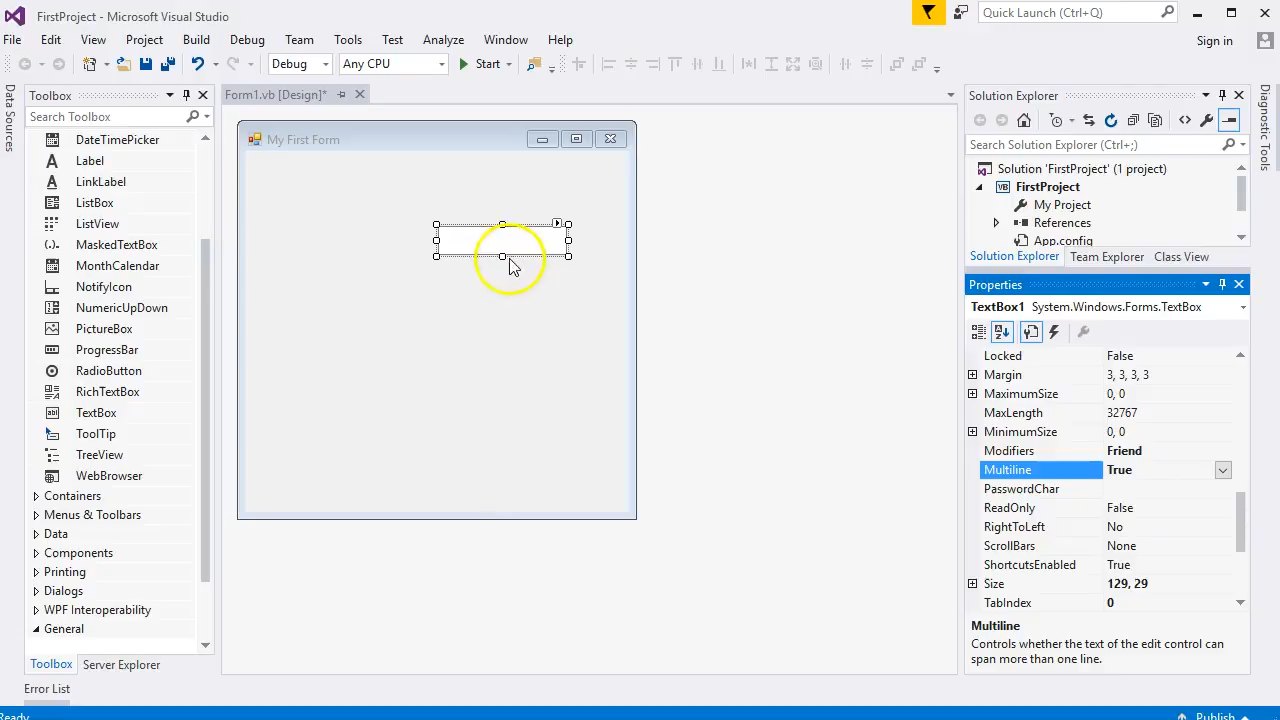 FirstProject - Microsoft Visual Studio
Quick Launch (Ctrl+Q)
File Edit View Project Build Debug Team Tools Test Analyze Window Help
Sign in
Debug Any CPU Start
Data Sources
Toolbox
Search Toolbox
DateTimePicker
Label
LinkLabel
ListBox
ListView
MaskedTextBox
MonthCalendar
NotifyIcon
NumericUpDown
PictureBox
ProgressBar
RadioButton
RichTextBox
TextBox
ToolTip
TreeView
WebBrowser
Containers
Menus & Toolbars
Data
Components
Printing
Dialogs
WPF Interoperability
General
Toolbox Server Explorer
Error List
Form1.vb [Design]*
My First Form
Solution Explorer
Search Solution Explorer (Ctrl+;)
Solution 'FirstProject' (1 project)
VB FirstProject
My Project
References
App.config
Solution Explorer Team Explorer Class View
Diagnostic Tools
Properties
TextBox1 System.Windows.Forms.TextBox
Locked False
Margin 3, 3, 3, 3
MaximumSize 0, 0
MaxLength 32767
MinimumSize 0, 0
Modifiers Friend
Multiline True
PasswordChar
ReadOnly False
RightToLeft No
ScrollBars None
ShortcutsEnabled True
Size 129, 29
TabIndex 0
Multiline
Controls whether the text of the edit control can
span more than one line.
Ready
Publish